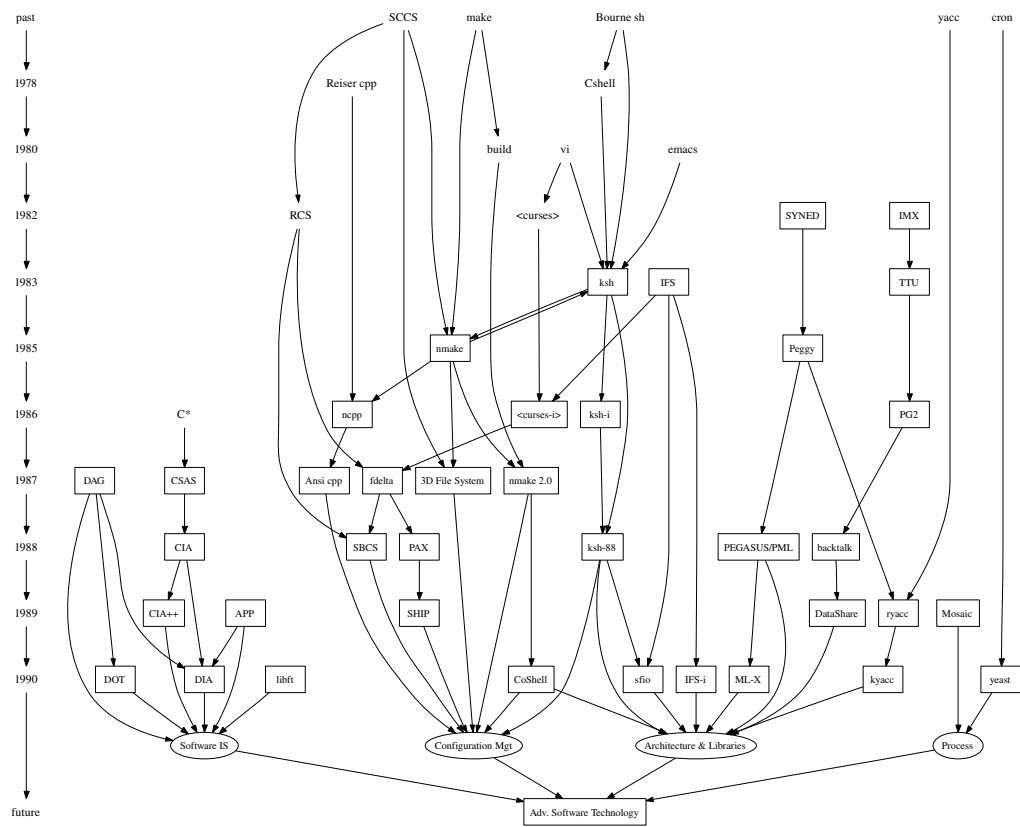 past SCCS make Bourne sh yacc cron
1978 Reiser cpp Cshell
1980 build vi emacs
1982 RCS <curses> SYNED IMX
1983 ksh IFS TTU
1985 nmake Peggy
1986 C* ncpp <curses-i> ksh-i PG2
1987 DAG CSAS Ansi cpp fdelta 3D File System nmake 2.0
1988 CIA SBCS PAX ksh-88 PEGASUS/PML backtalk
1989 CIA++ APP SHIP DataShare ryacc Mosaic
1990 DOT DIA libft CoShell sfio IFS-i ML-X kyacc yeast
Software IS Configuration Mgt Architecture & Libraries Process
future Adv. Software Technology